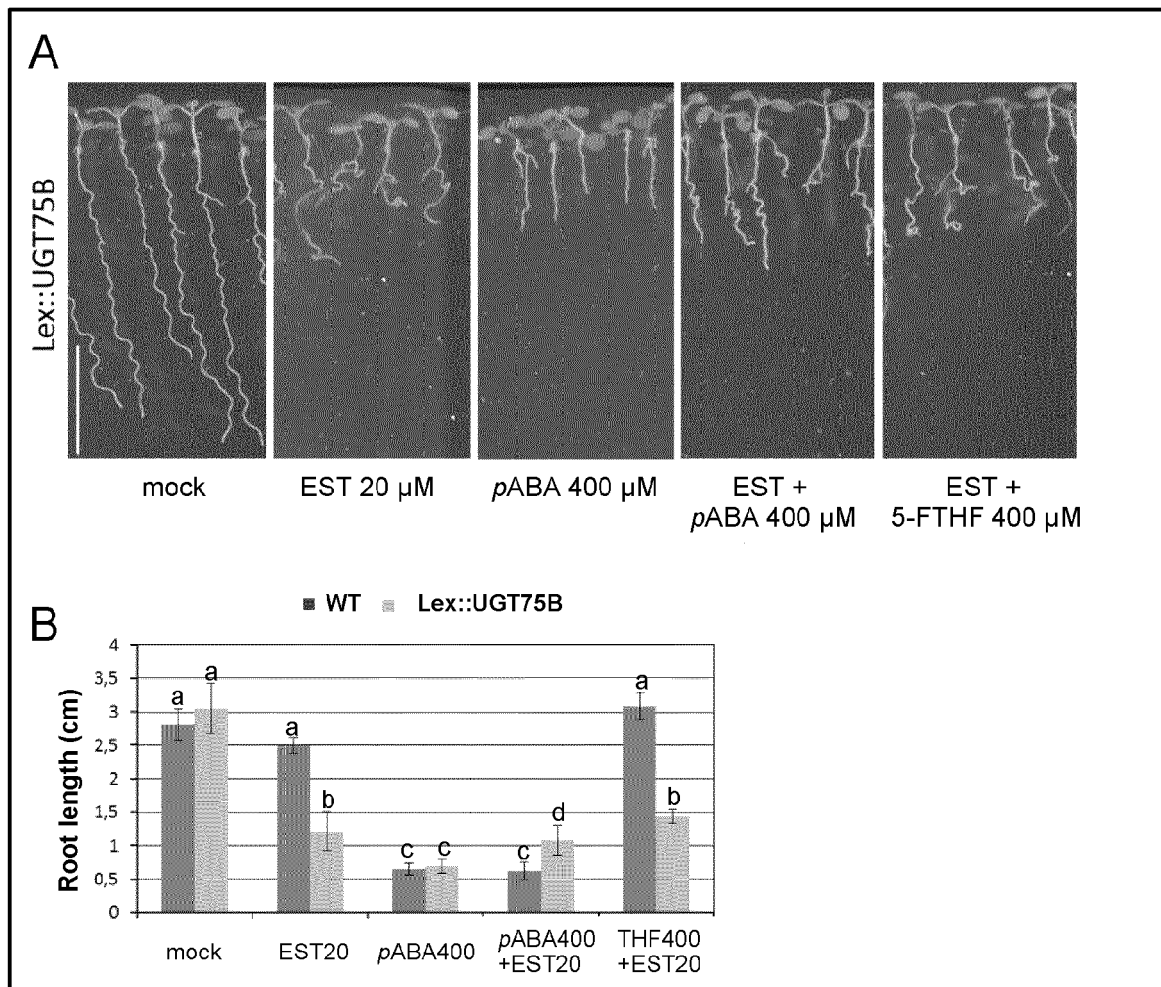 A
Lex::UGT75B
mock
EST 20 µM
pABA 400 µM
EST +
pABA 400 µM
EST +
5-FTHF 400 µM
B
WT
Lex::UGT75B
Root length (cm)
4
3,5
3
2,5
2
1,5
1
0,5
0
a
a
a
b
c
c
c
d
a
b
mock
EST20
pABA400
pABA400
+EST20
THF400
+EST20